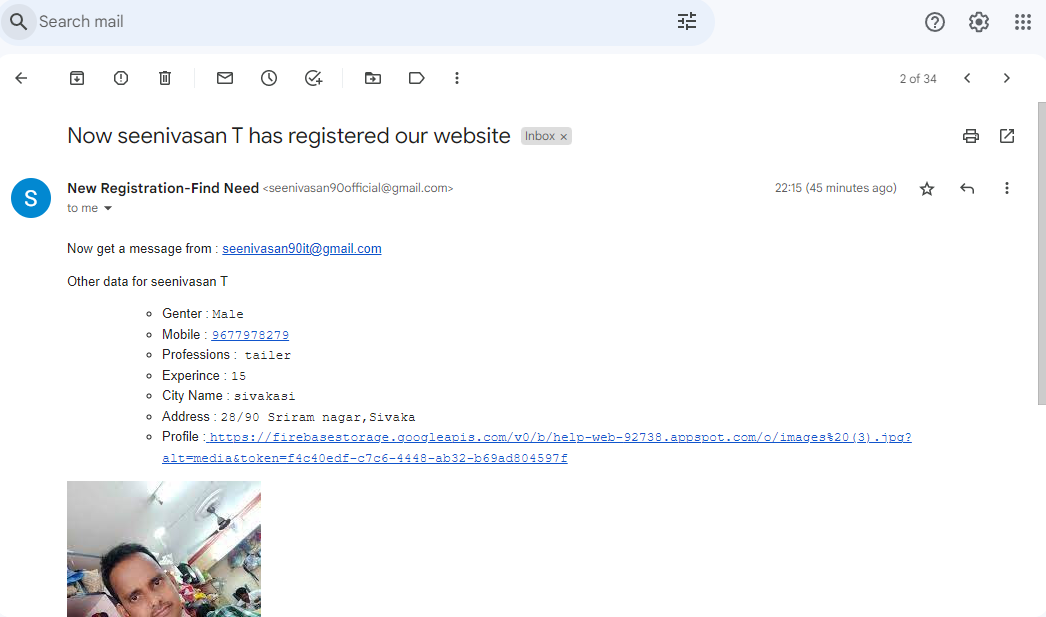 Search mail
2 of 34
Now seenivasan T has registered our website Inbox ×
S
New Registration-Find Need <seenivasan90official@gmail.com> 22:15 (45 minutes ago)
to me
Now get a message from : seenivasan90it@gmail.com
Other data for seenivasan T
Genter : Male
Mobile : 9677978279
Professions : tailer
Experince : 15
City Name : sivakasi
Address : 28/90 Sriram nagar,Sivaka
Profile : https://firebasestorage.googleapis.com/v0/b/help-web-92738.appspot.com/o/images%20(3).jpg?
alt=media&token=f4c40edf-c7c6-4448-ab32-b69ad804597f